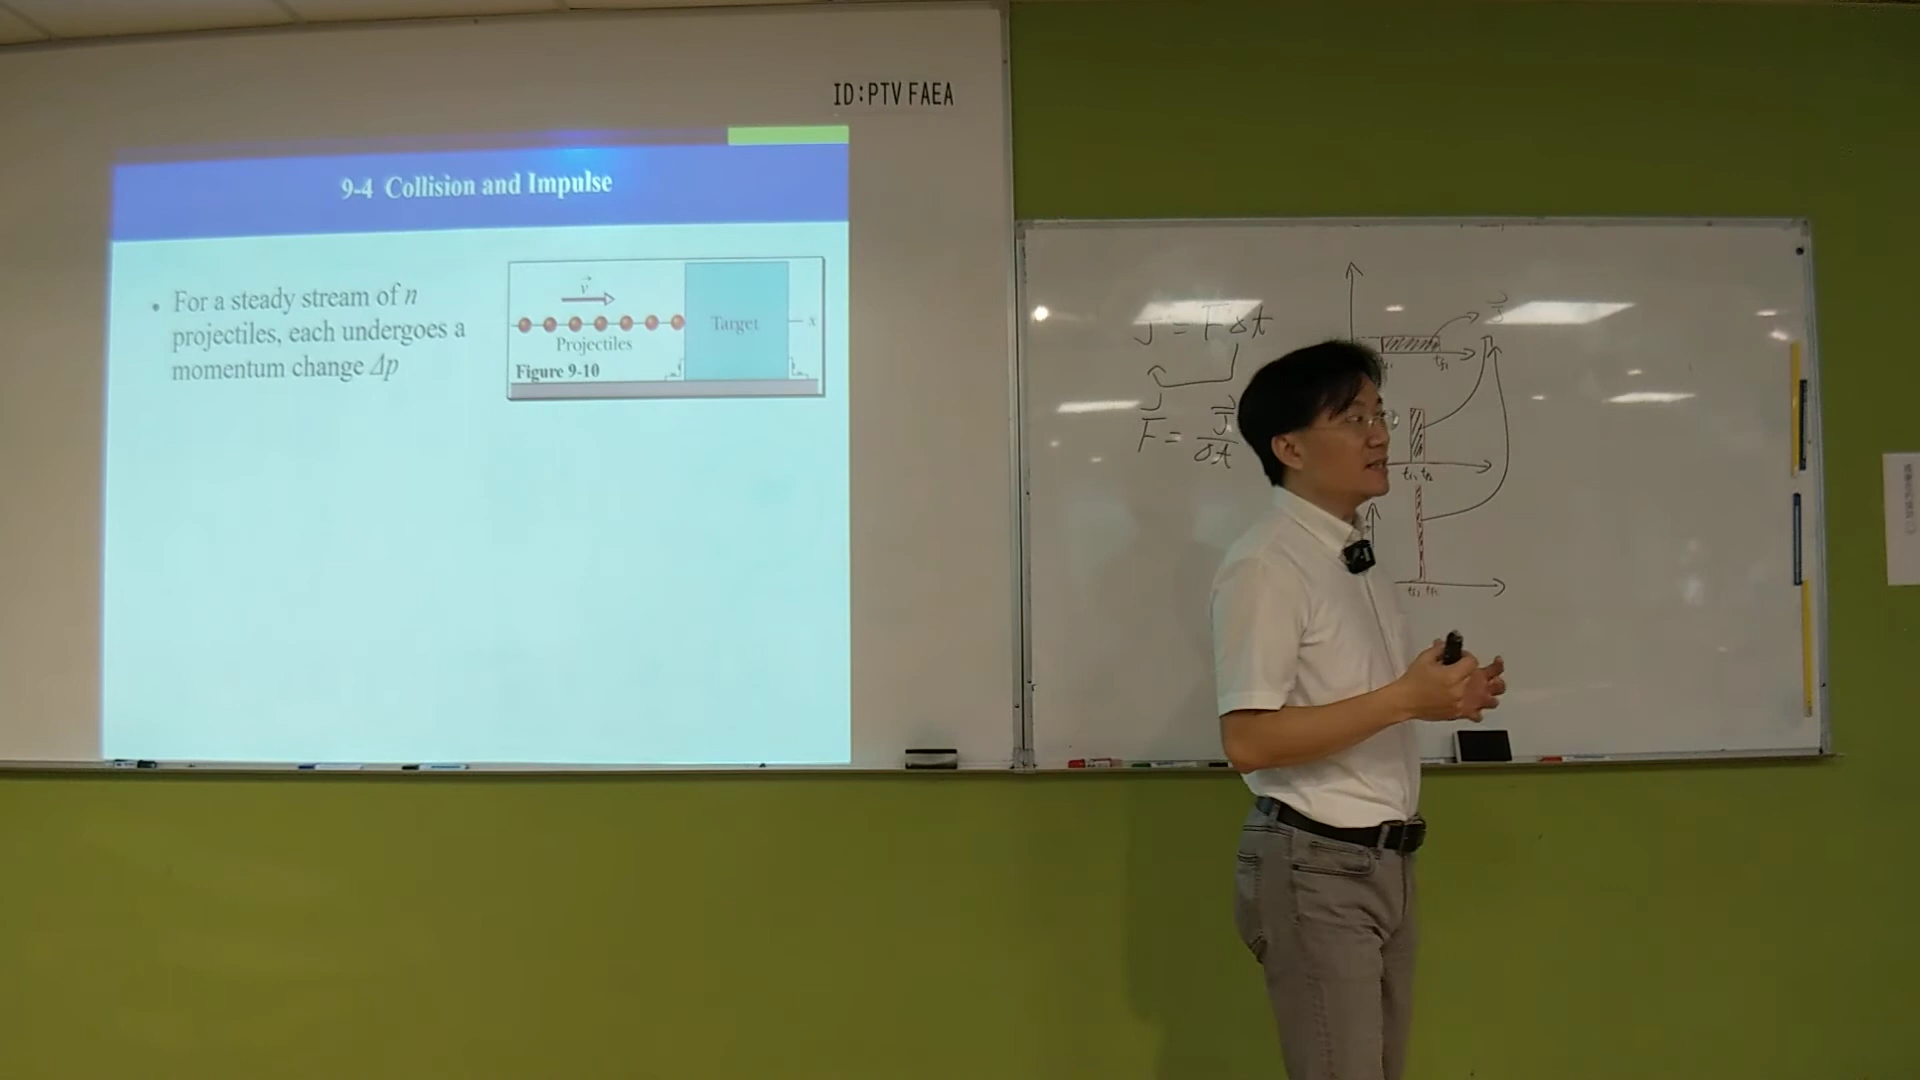 ID:PTV FAEA
9-4 Collision and Impulse
• For a steady stream of n
projectiles, each undergoes a
momentum change Δp
v
Target
x
Projectiles
Figure 9-10
J = F Δt
F = J/Δt